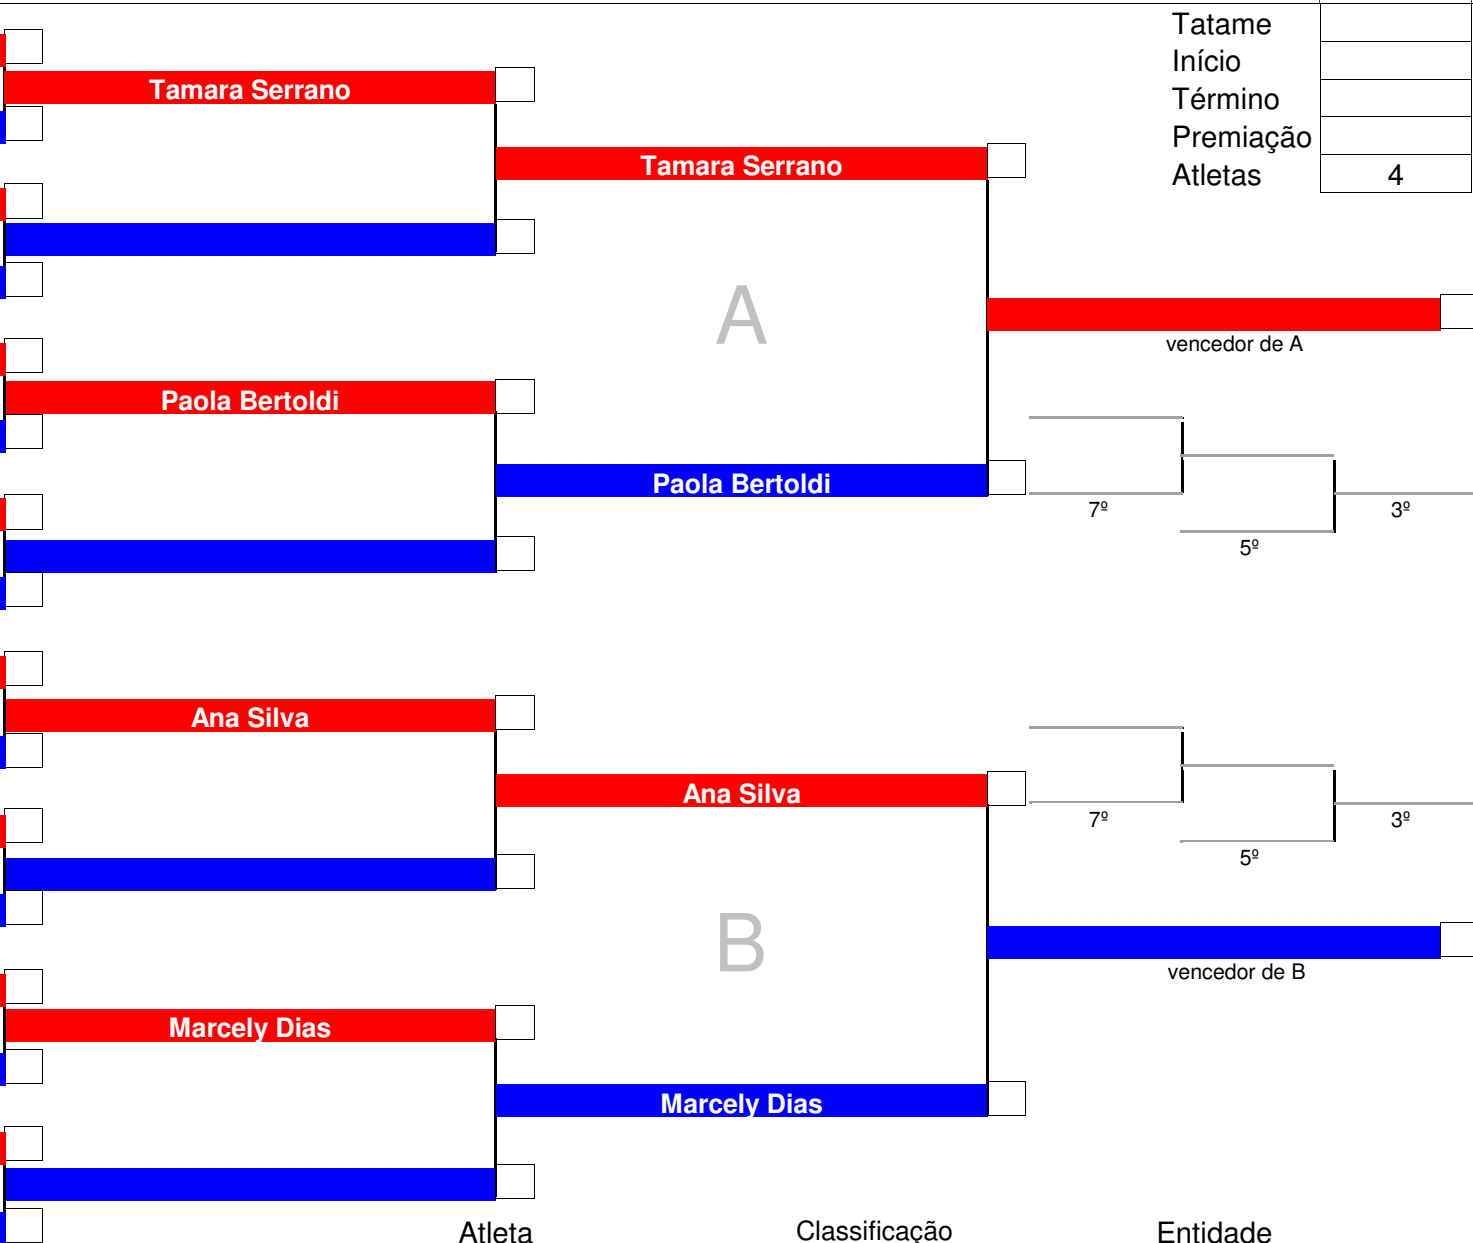 Tatame
Início
Término
Premiação
Atletas 4
Tamara Serrano
Tamara Serrano
A
vencedor de A
Paola Bertoldi
Paola Bertoldi
7º
3º
5º
Ana Silva
Ana Silva
7º
3º
5º
B
vencedor de B
Marcely Dias
Marcely Dias
Atleta Classificação Entidade